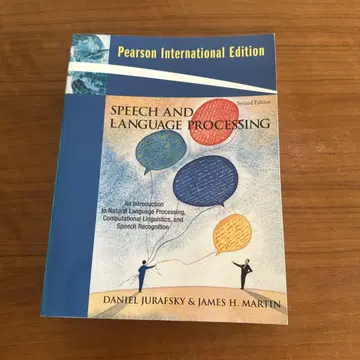 Pearson International Edition
SPEECH AND
LANGUAGE PROCESSING
Second Edition
An Introduction
to Natural Language Processing,
Computational Linguistics, and
Speech Recognition
DANIEL JURAFSKY & JAMES H. MARTIN